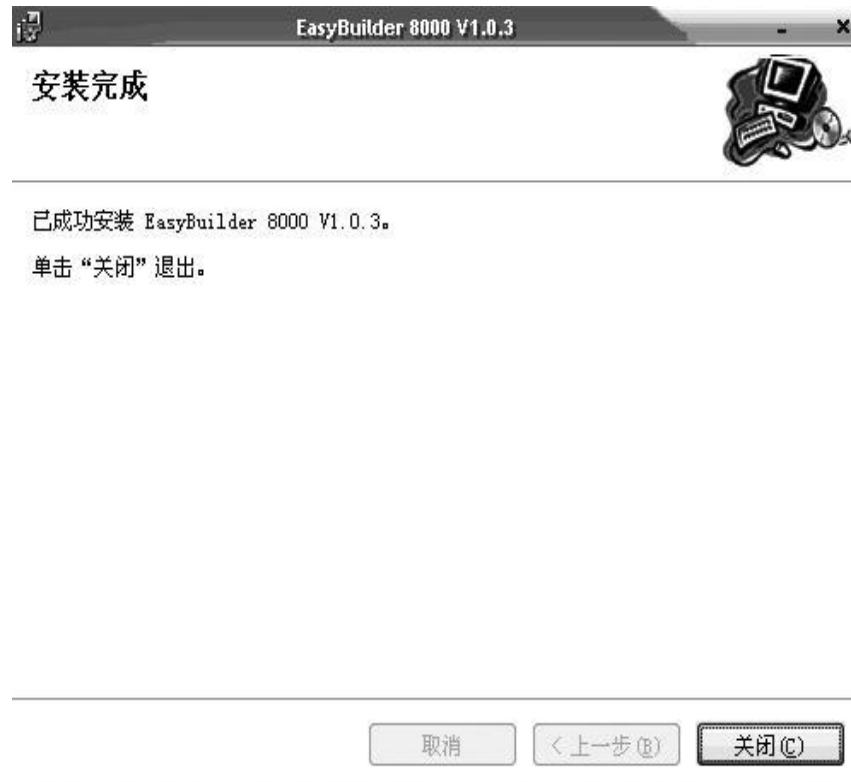 EasyBuilder 8000 V1.0.3
安装完成
已成功安装 EasyBuilder 8000 V1.0.3。
单击“关闭”退出。
取消
< 上一步(B)
关闭(C)